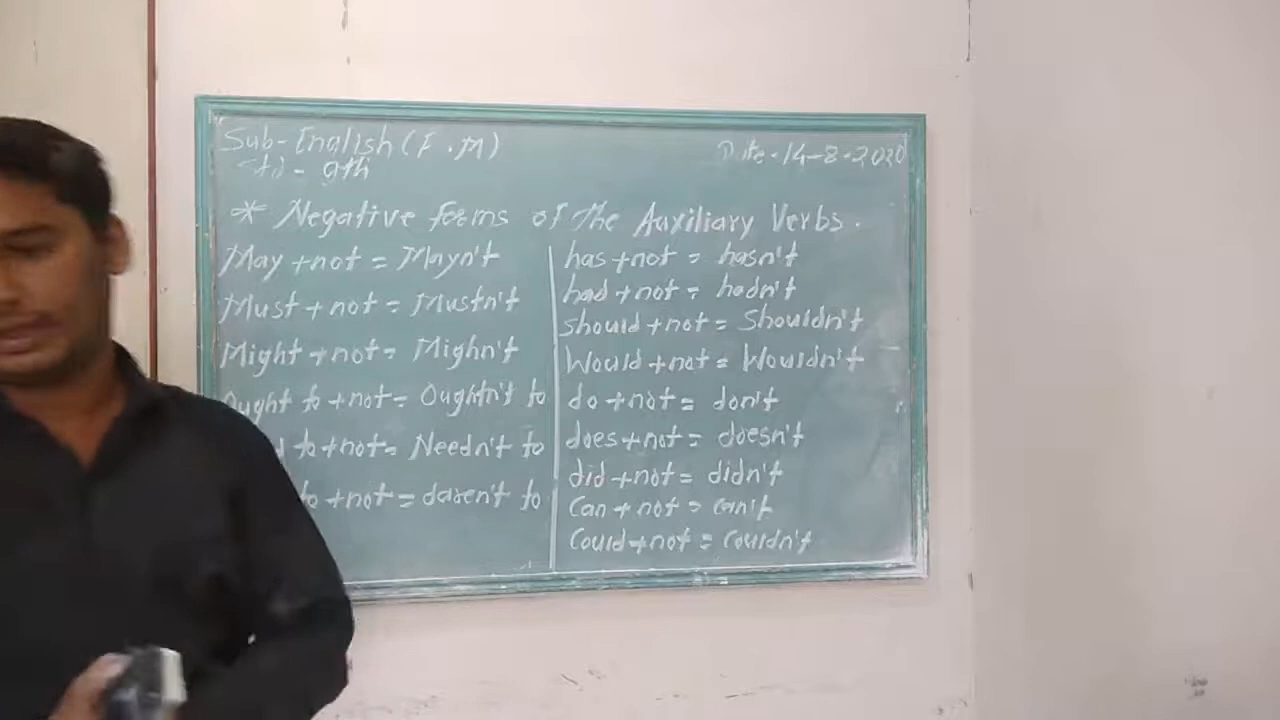 Sub-English (F.M)
Date-14-8-2020
Std - 9th
* Negative forms of the Auxiliary Verbs.
May + not = Mayn't
Must + not = Mustn't
Might + not = Mighn't
Ought to + not = Oughtn't to
to + not = Needn't to
to + not = daren't to
has + not = hasn't
had + not = hadn't
should + not = Shouldn't
Would + not = Wouldn't
do + not = don't
does + not = doesn't
did + not = didn't
Can + not = can't
Could + not = Couldn't